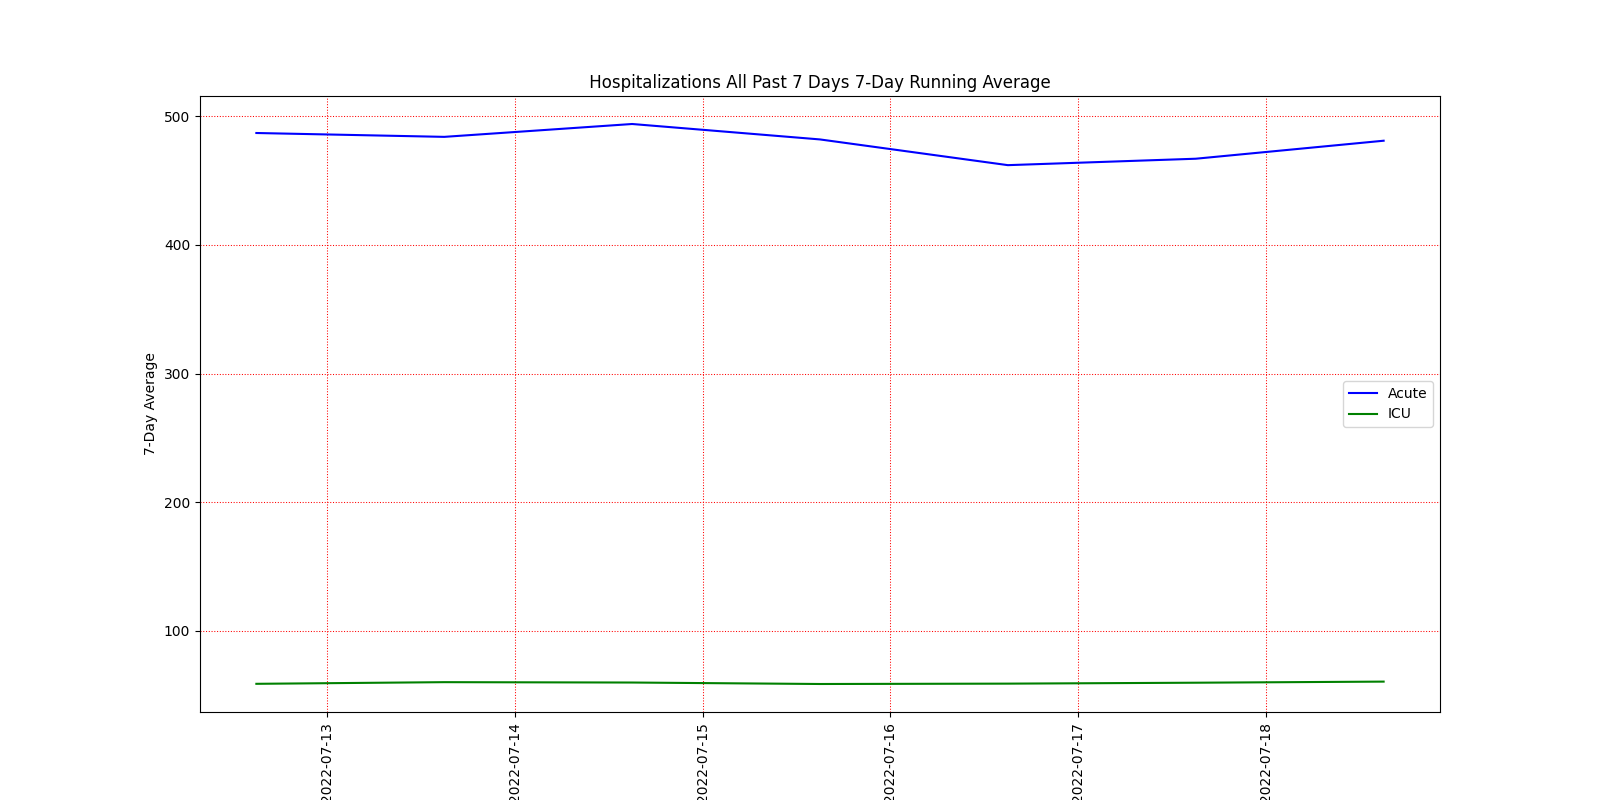 Hospitalizations All Past 7 Days 7-Day Running Average
500
400
300
200
100
7-Day Average
Acute
ICU
2022-07-13
2022-07-14
2022-07-15
2022-07-16
2022-07-17
2022-07-18